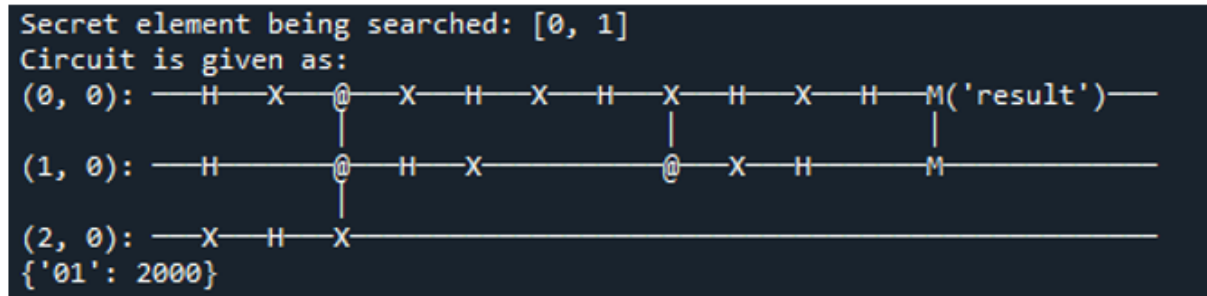 Secret element being searched: [0, 1]
Circuit is given as:
(0, 0): ───H───X───@───X───H───X───H───X───H───X───H───M('result')───
                   │                   │               │
(1, 0): ───H───────@───H───X───────────@───X───H───────M─────────────
                   │
(2, 0): ───X───H───X─────────────────────────────────────────────────
{'01': 2000}